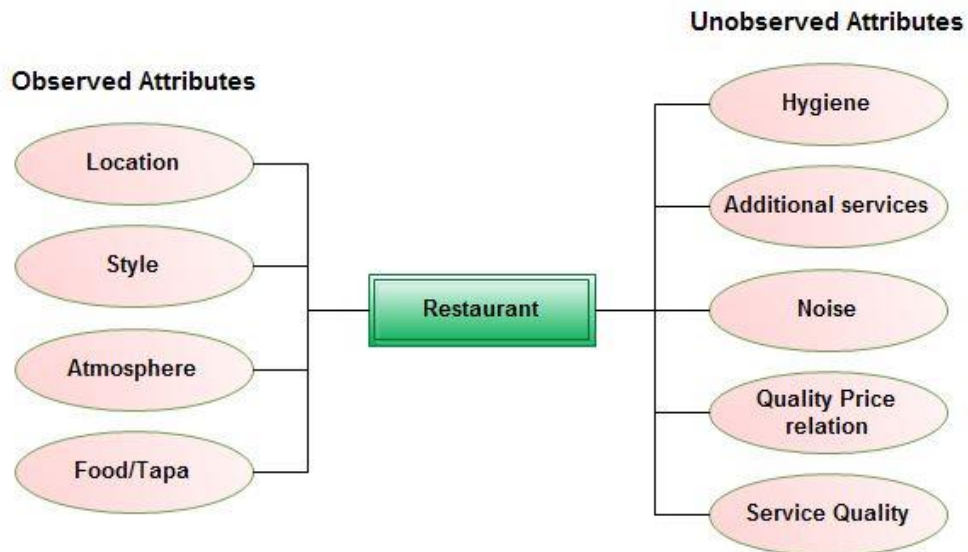 Observed Attributes
Location
Style
Atmosphere
Food/Tapa
Restaurant
Unobserved Attributes
Hygiene
Additional services
Noise
Quality Price
relation
Service Quality